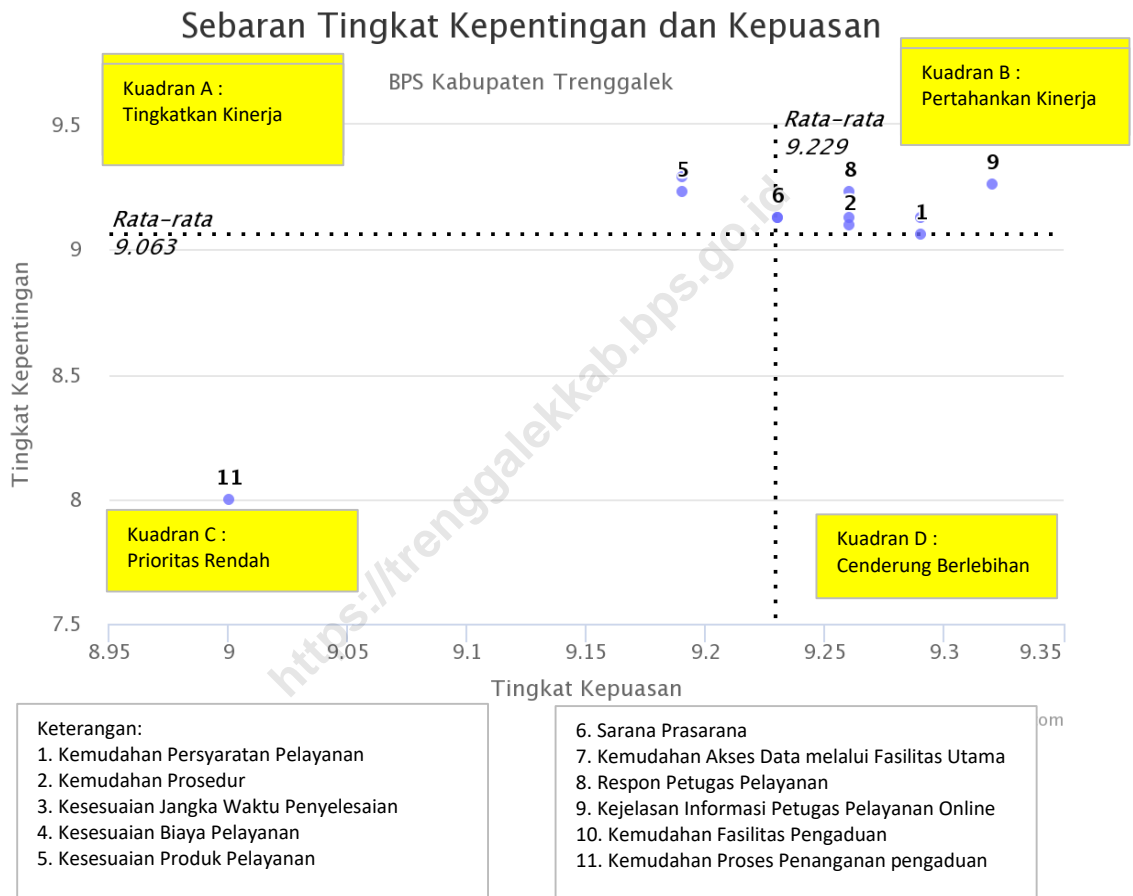 Sebaran Tingkat Kepentingan dan Kepuasan
BPS Kabupaten Trenggalek
Kuadran A :
Tingkatkan Kinerja
Kuadran B :
Pertahankan Kinerja
9.5
Rata-rata
9.229
5
8
9
6
2
1
Rata-rata
9.063
9
8.5
8
7.5
Tingkat Kepentingan
11
Kuadran C :
Prioritas Rendah
Kuadran D :
Cenderung Berlebihan
8.95
9
9.05
9.1
9.15
9.2
9.25
9.3
9.35
Tingkat Kepuasan
https://trenggalekkab.bps.go.id
Keterangan:
1. Kemudahan Persyaratan Pelayanan
2. Kemudahan Prosedur
3. Kesesuaian Jangka Waktu Penyelesaian
4. Kesesuaian Biaya Pelayanan
5. Kesesuaian Produk Pelayanan
6. Sarana Prasarana
7. Kemudahan Akses Data melalui Fasilitas Utama
8. Respon Petugas Pelayanan
9. Kejelasan Informasi Petugas Pelayanan Online
10. Kemudahan Fasilitas Pengaduan
11. Kemudahan Proses Penanganan pengaduan
om